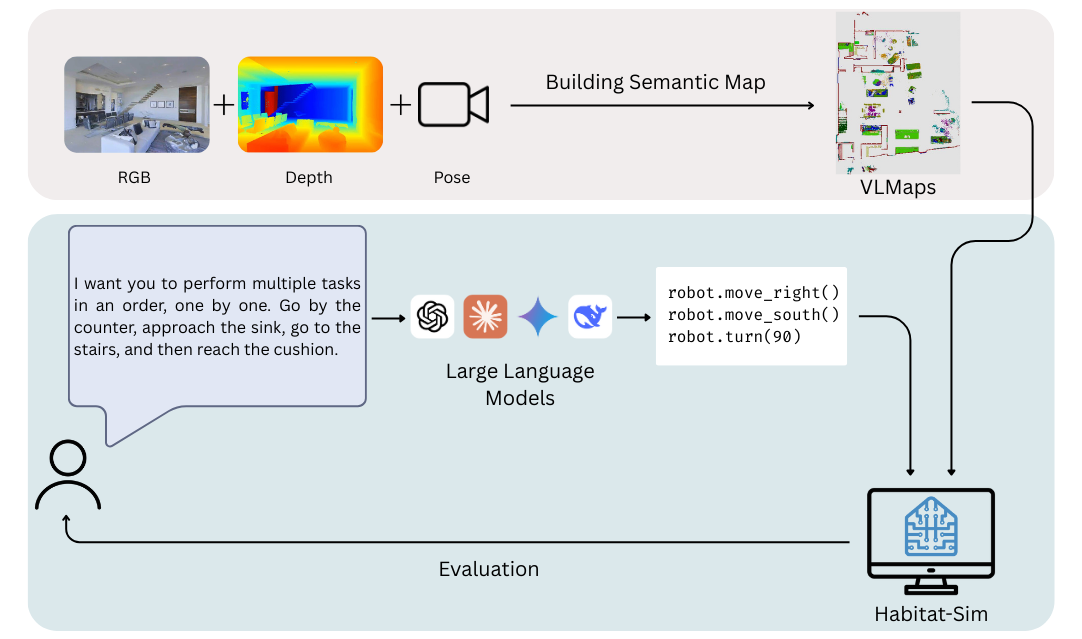 Building Semantic Map
RGB
Depth
Pose
VLMaps
I want you to perform multiple tasks
in an order, one by one. Go by the
counter, approach the sink, go to the
stairs, and then reach the cushion.
Large Language
Models
robot.move_right()
robot.move_south()
robot.turn(90)
Evaluation
Habitat-Sim